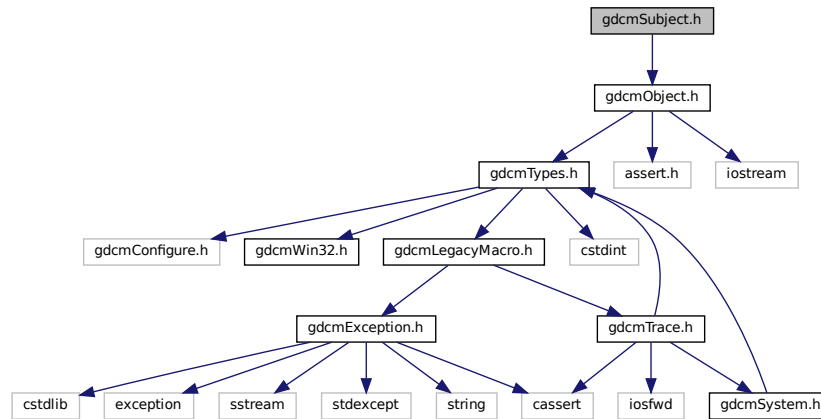 gdcmSubject.h
gdcmObject.h
gdcmTypes.h
assert.h
iostream
gdcmConfigure.h
gdcmWin32.h
gdcmLegacyMacro.h
cstdint
gdcmException.h
gdcmTrace.h
cstdlib
exception
sstream
stdexcept
string
cassert
iosfwd
gdcmSystem.h